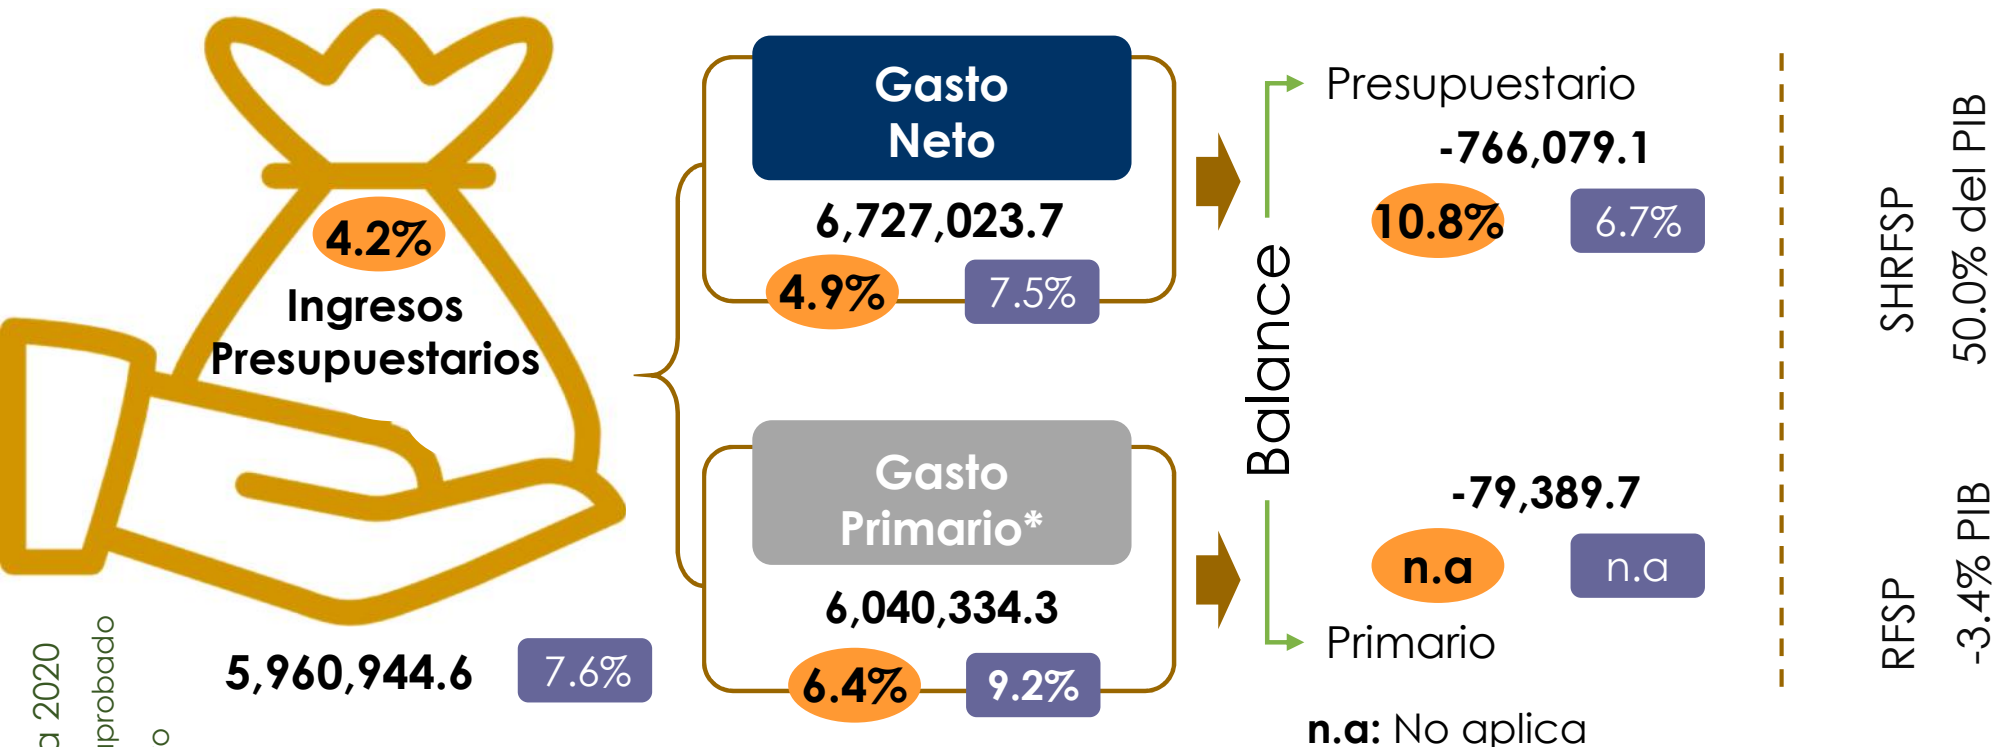 4.2%
Ingresos
Presupuestarios
5,960,944.6
7.6%
Gasto
Neto
6,727,023.7
4.9%
7.5%
Gasto
Primario*
6,040,334.3
6.4%
9.2%
Balance
Presupuestario
-766,079.1
10.8%
6.7%
-79,389.7
n.a
n.a
Primario
n.a: No aplica
SHRFSP
50.0% del PIB
RFSP
-3.4% PIB
2020